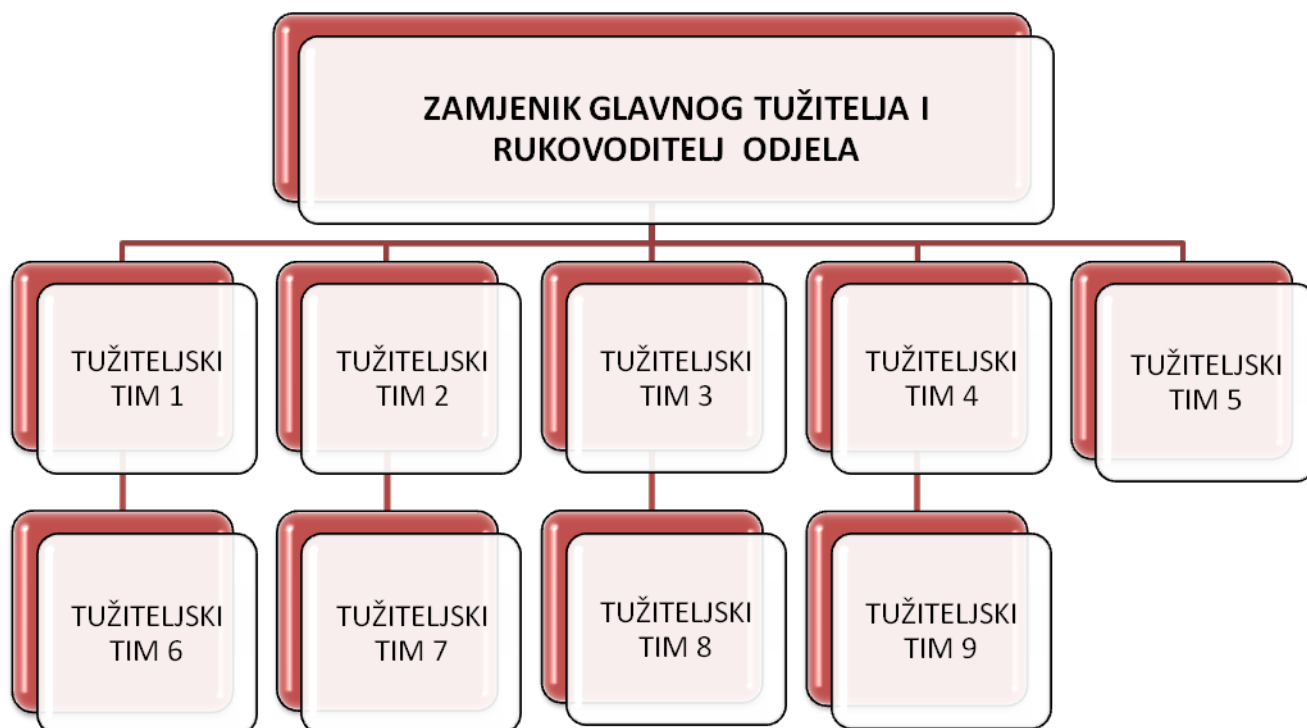 ZAMJENIK GLAVNOG TUŽITELJA I
RUKOVODITELJ ODJELA
TUŽITELJSKI
TIM 1
TUŽITELJSKI
TIM 2
TUŽITELJSKI
TIM 3
TUŽITELJSKI
TIM 4
TUŽITELJSKI
TIM 5
TUŽITELJSKI
TIM 6
TUŽITELJSKI
TIM 7
TUŽITELJSKI
TIM 8
TUŽITELJSKI
TIM 9